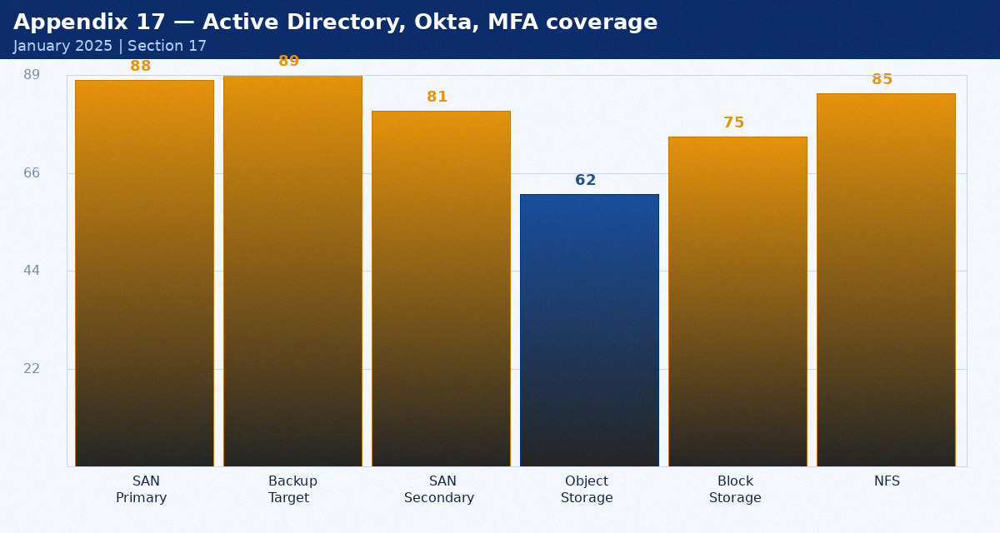 Appendix 17 — Active Directory, Okta, MFA coverage
January 2025 | Section 17
88
89
81
62
75
85
89
66
44
22
SAN
Primary
Backup
Target
SAN
Secondary
Object
Storage
Block
Storage
NFS